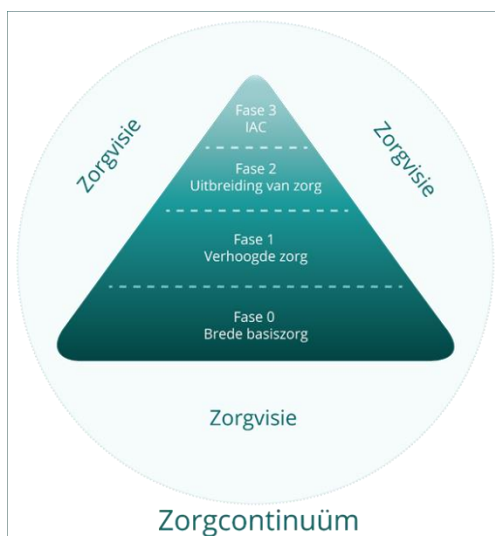 Fase 3
IAC
Zorgvisie
Zorgvisie
Fase 2
Uitbreiding van zorg
Fase 1
Verhoogde zorg
Fase 0
Brede basiszorg
Zorgvisie
Zorgcontinuüm